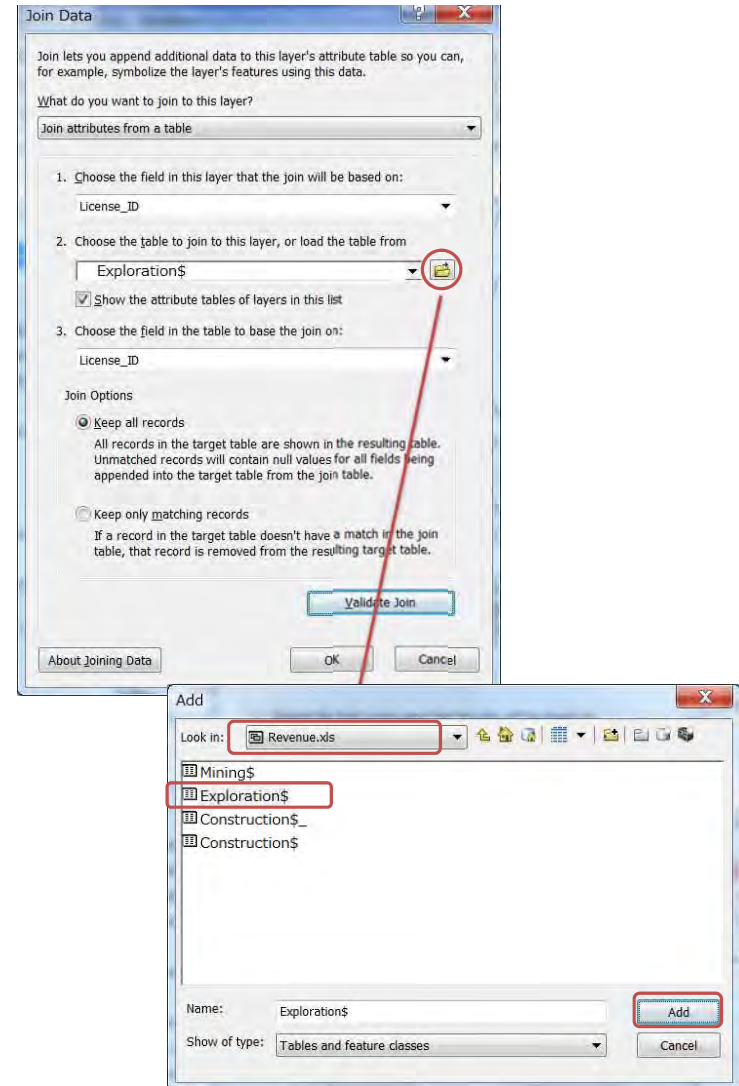 Join Data
Join lets you append additional data to this layer's attribute table so you can,
for example, symbolize the layer's features using this data.
What do you want to join to this layer?
Join attributes from a table
1. Choose the field in this layer that the join will be based on:
License_ID
2. Choose the table to join to this layer, or load the table from
Exploration$
Show the attribute tables of layers in this list
3. Choose the field in the table to base the join on:
License_ID
Join Options
Keep all records
All records in the target table are shown in the resulting table.
Unmatched records will contain null values for all fields being
appended into the target table from the join table.
Keep only matching records
If a record in the target table doesn't have a match in the join
table, that record is removed from the resulting target table.
Validate Join
About Joining Data OK Cancel
Add
Look in: Revenue.xls
Mining$
Exploration$
Construction$_
Construction$
Name: Exploration$ Add
Show of type: Tables and feature classes Cancel